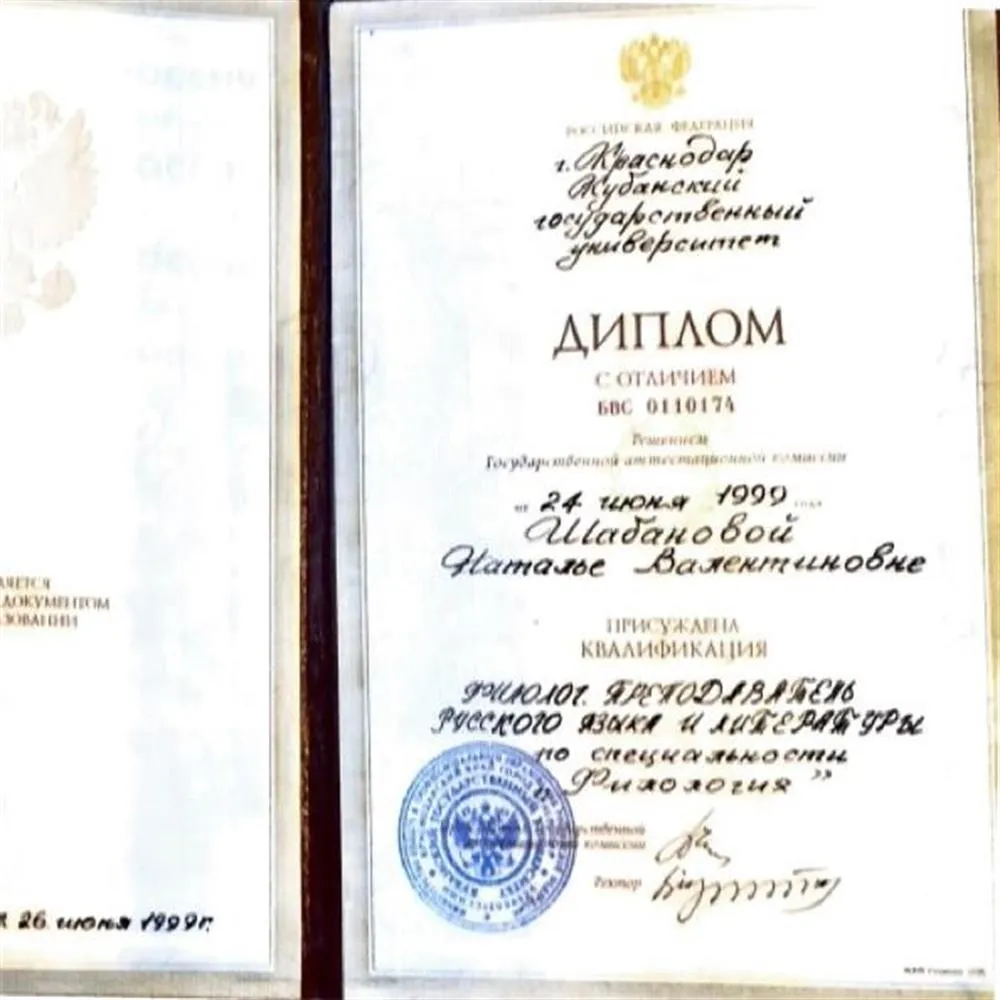 ДОКУМЕНТОМ
26 июня 1999г.
РОССИЙСКАЯ ФЕДЕРАЦИЯ
г. Краснодар
Кубанский
государственный
университет
ДИПЛОМ
С ОТЛИЧИЕМ
БВС 0110174
Решением
Государственной аттестационной комиссии
от 24 июня 1999 года
Шабановой
Наталье Валентиновне
ПРИСУЖДЕНА
КВАЛИФИКАЦИЯ
ФИЛОЛОГ. ПРЕПОДАВАТЕЛЬ
РУССКОГО ЯЗЫКА И ЛИТЕРАТУРЫ
по специальности
"Филология"
Ректор